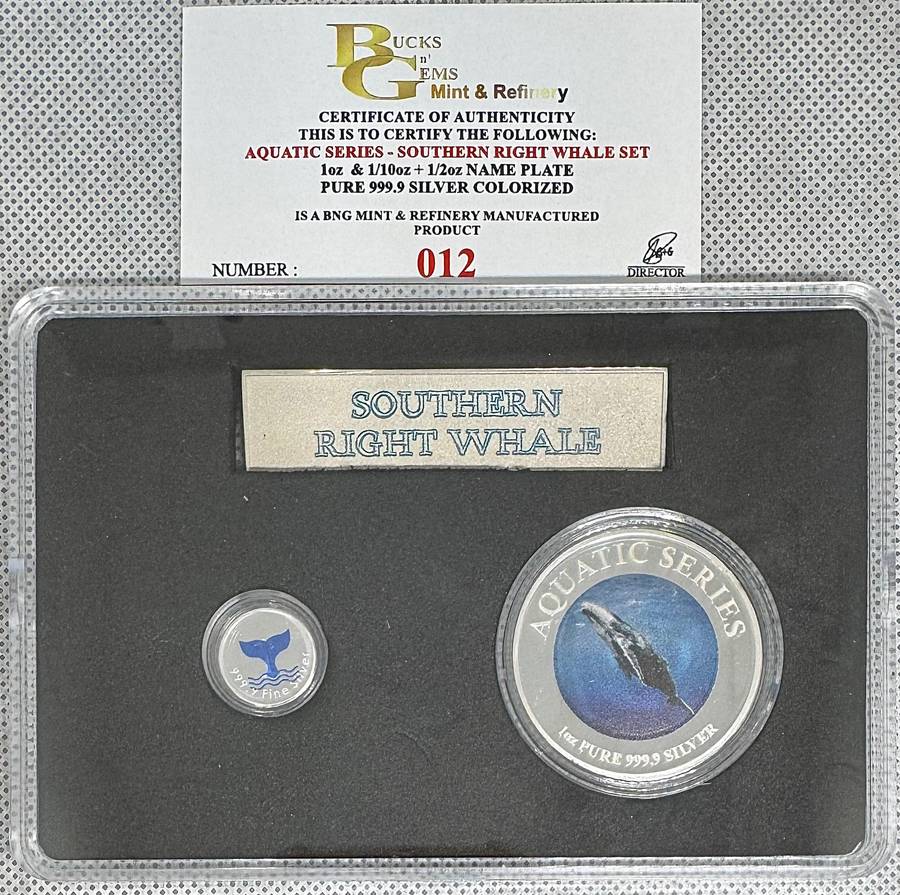 BUCKS
n'
GEMS
Mint & Refinery
CERTIFICATE OF AUTHENTICITY
THIS IS TO CERTIFY THE FOLLOWING:
AQUATIC SERIES - SOUTHERN RIGHT WHALE SET
1oz & 1/10oz + 1/2oz NAME PLATE
PURE 999.9 SILVER COLORIZED
IS A BNG MINT & REFINERY MANUFACTURED
PRODUCT
NUMBER : 012
DIRECTOR
SOUTHERN
RIGHT WHALE
AQUATIC SERIES
1oz PURE 999.9 SILVER
999.9 Fine Silver